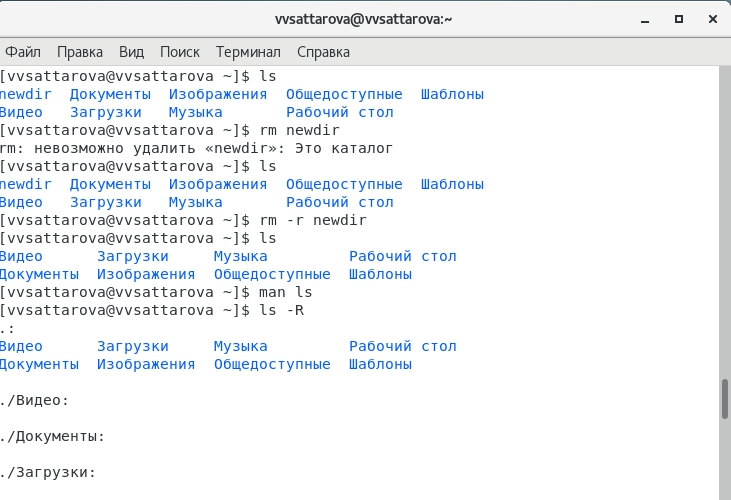 vvsattarova@vvsattarova:~
Файл Правка Вид Поиск Терминал Справка
[vvsattarova@vvsattarova ~]$ ls
newdir Документы Изображения Общедоступные Шаблоны
Видео Загрузки Музыка Рабочий стол
[vvsattarova@vvsattarova ~]$ rm newdir
rm: невозможно удалить «newdir»: Это каталог
[vvsattarova@vvsattarova ~]$ ls
newdir Документы Изображения Общедоступные Шаблоны
Видео Загрузки Музыка Рабочий стол
[vvsattarova@vvsattarova ~]$ rm -r newdir
[vvsattarova@vvsattarova ~]$ ls
Видео Загрузки Музыка Рабочий стол
Документы Изображения Общедоступные Шаблоны
[vvsattarova@vvsattarova ~]$ man ls
[vvsattarova@vvsattarova ~]$ ls -R
.:
Видео Загрузки Музыка Рабочий стол
Документы Изображения Общедоступные Шаблоны
./Видео:
./Документы:
./Загрузки: